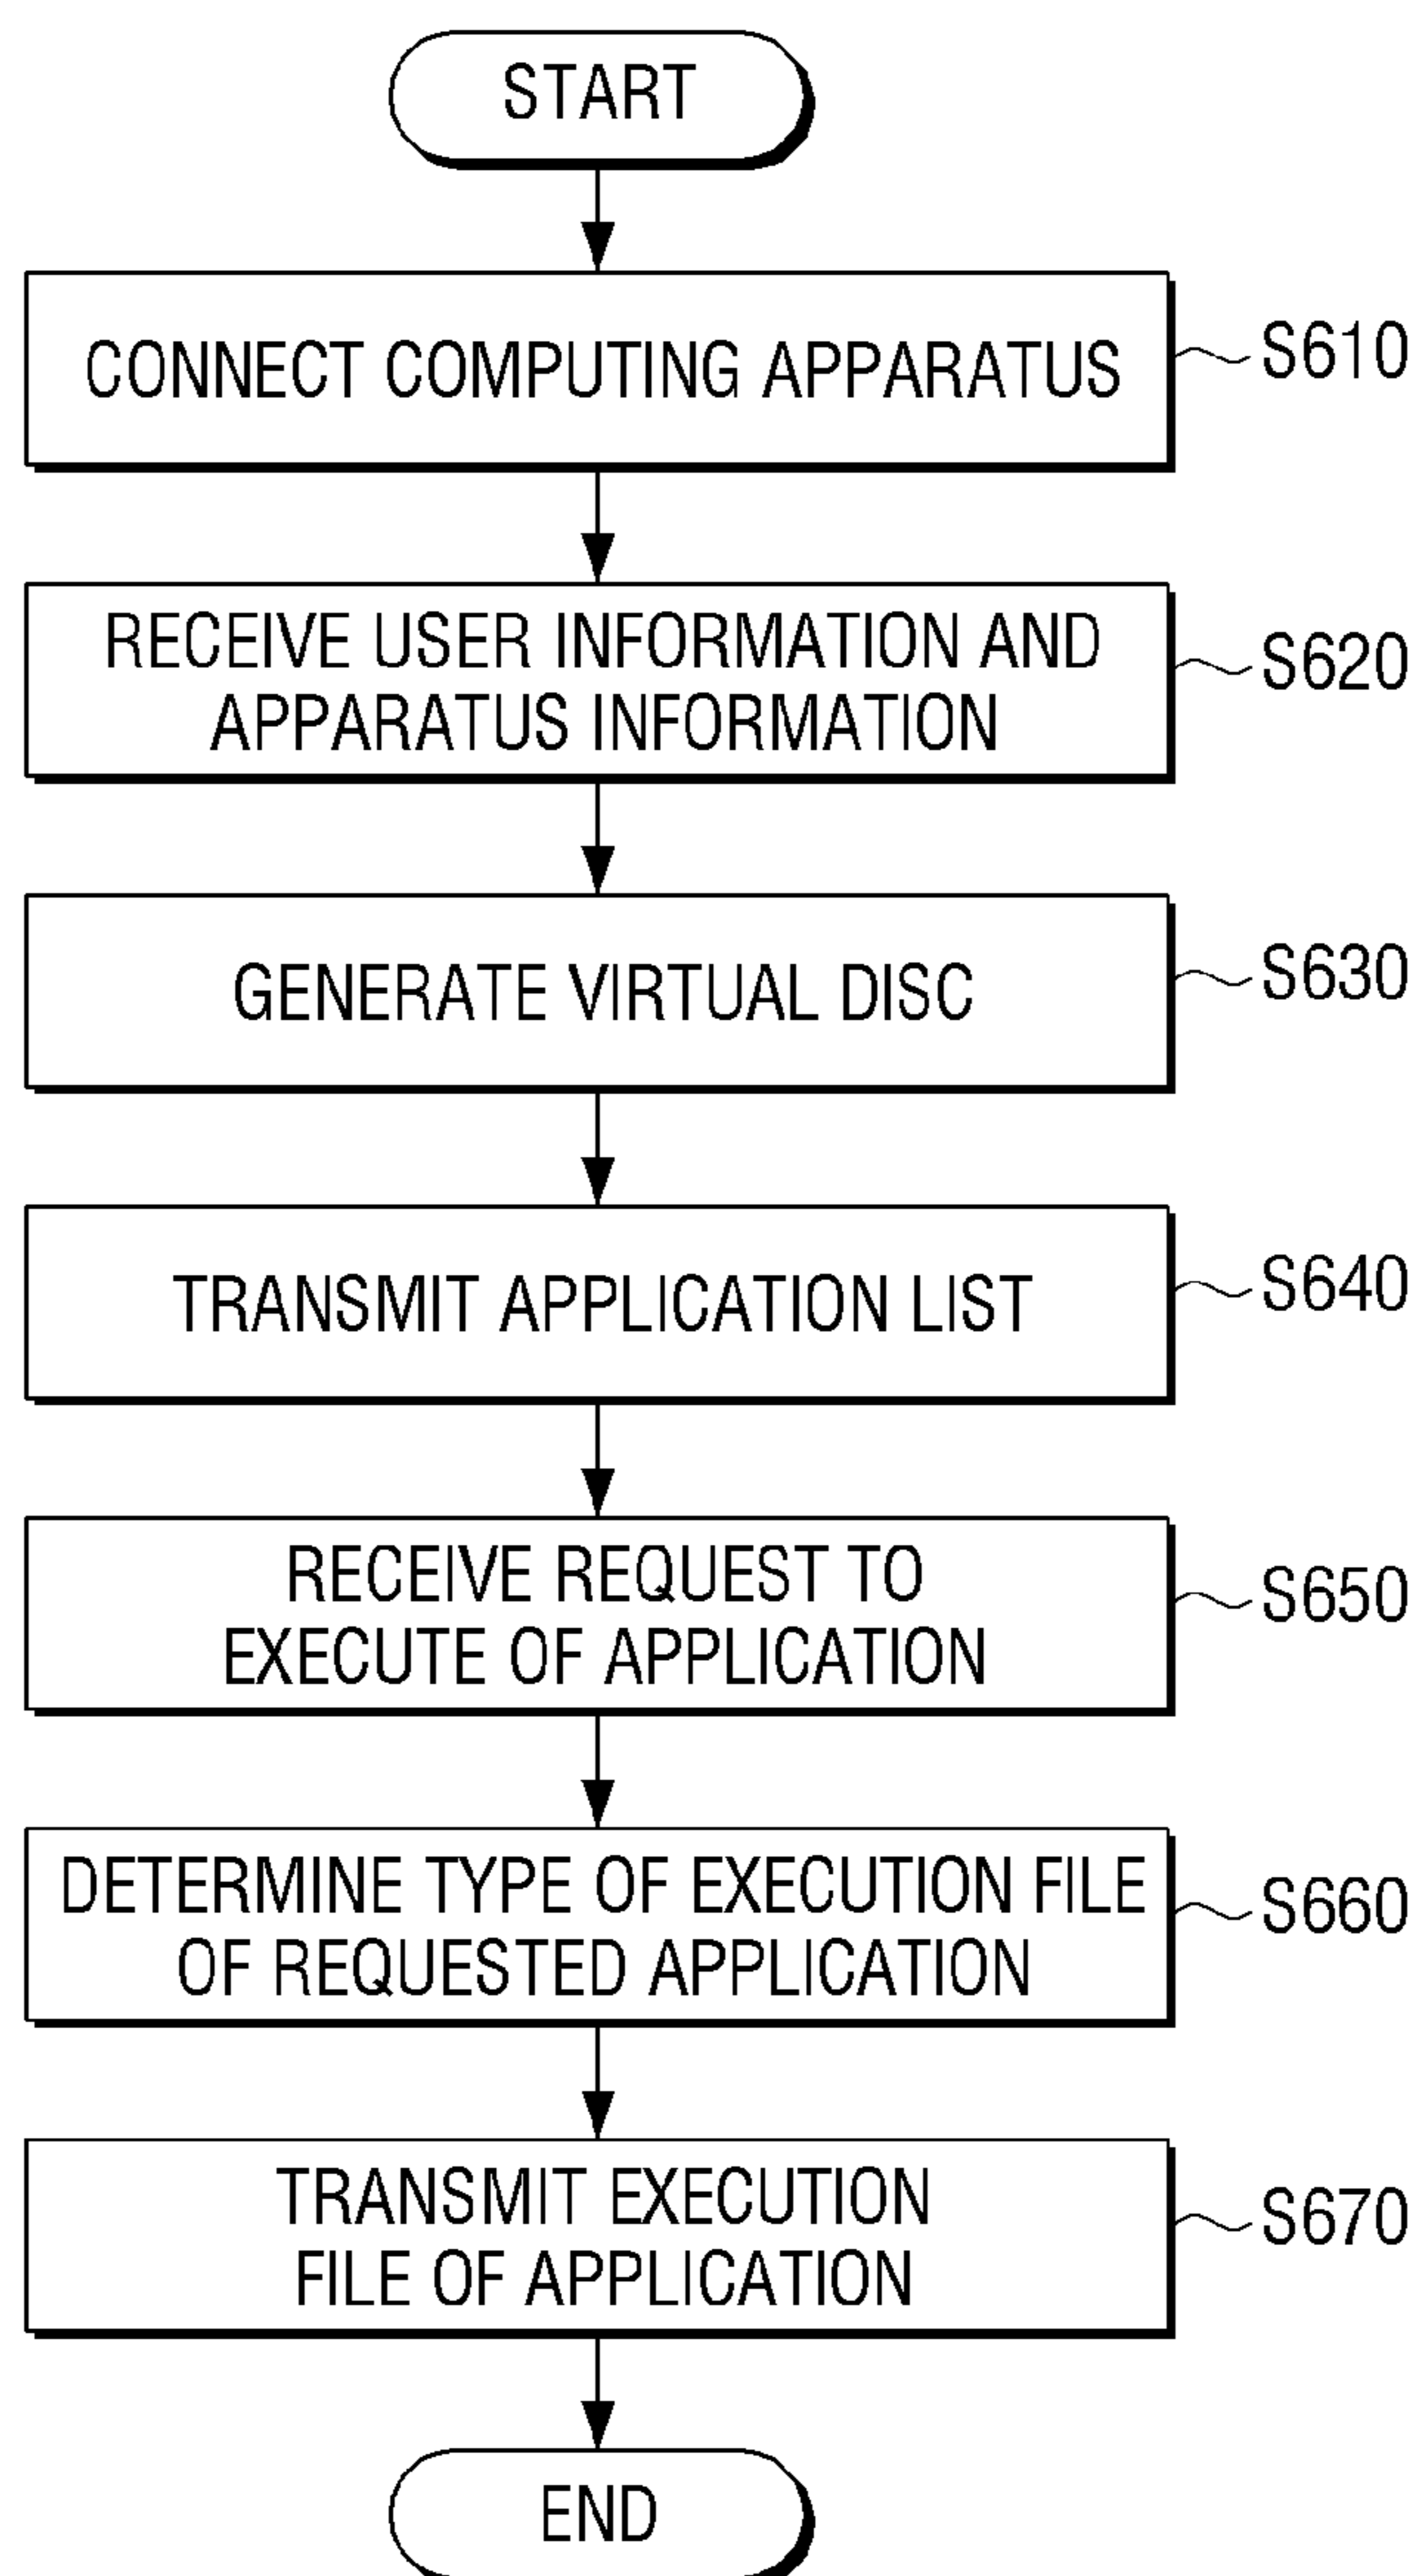 START
CONNECT COMPUTING APPARATUS
S610
RECEIVE USER INFORMATION AND
APPARATUS INFORMATION
S620
GENERATE VIRTUAL DISC
S630
TRANSMIT APPLICATION LIST
S640
RECEIVE REQUEST TO
EXECUTE OF APPLICATION
S650
DETERMINE TYPE OF EXECUTION FILE
OF REQUESTED APPLICATION
S660
TRANSMIT EXECUTION
FILE OF APPLICATION
S670
END